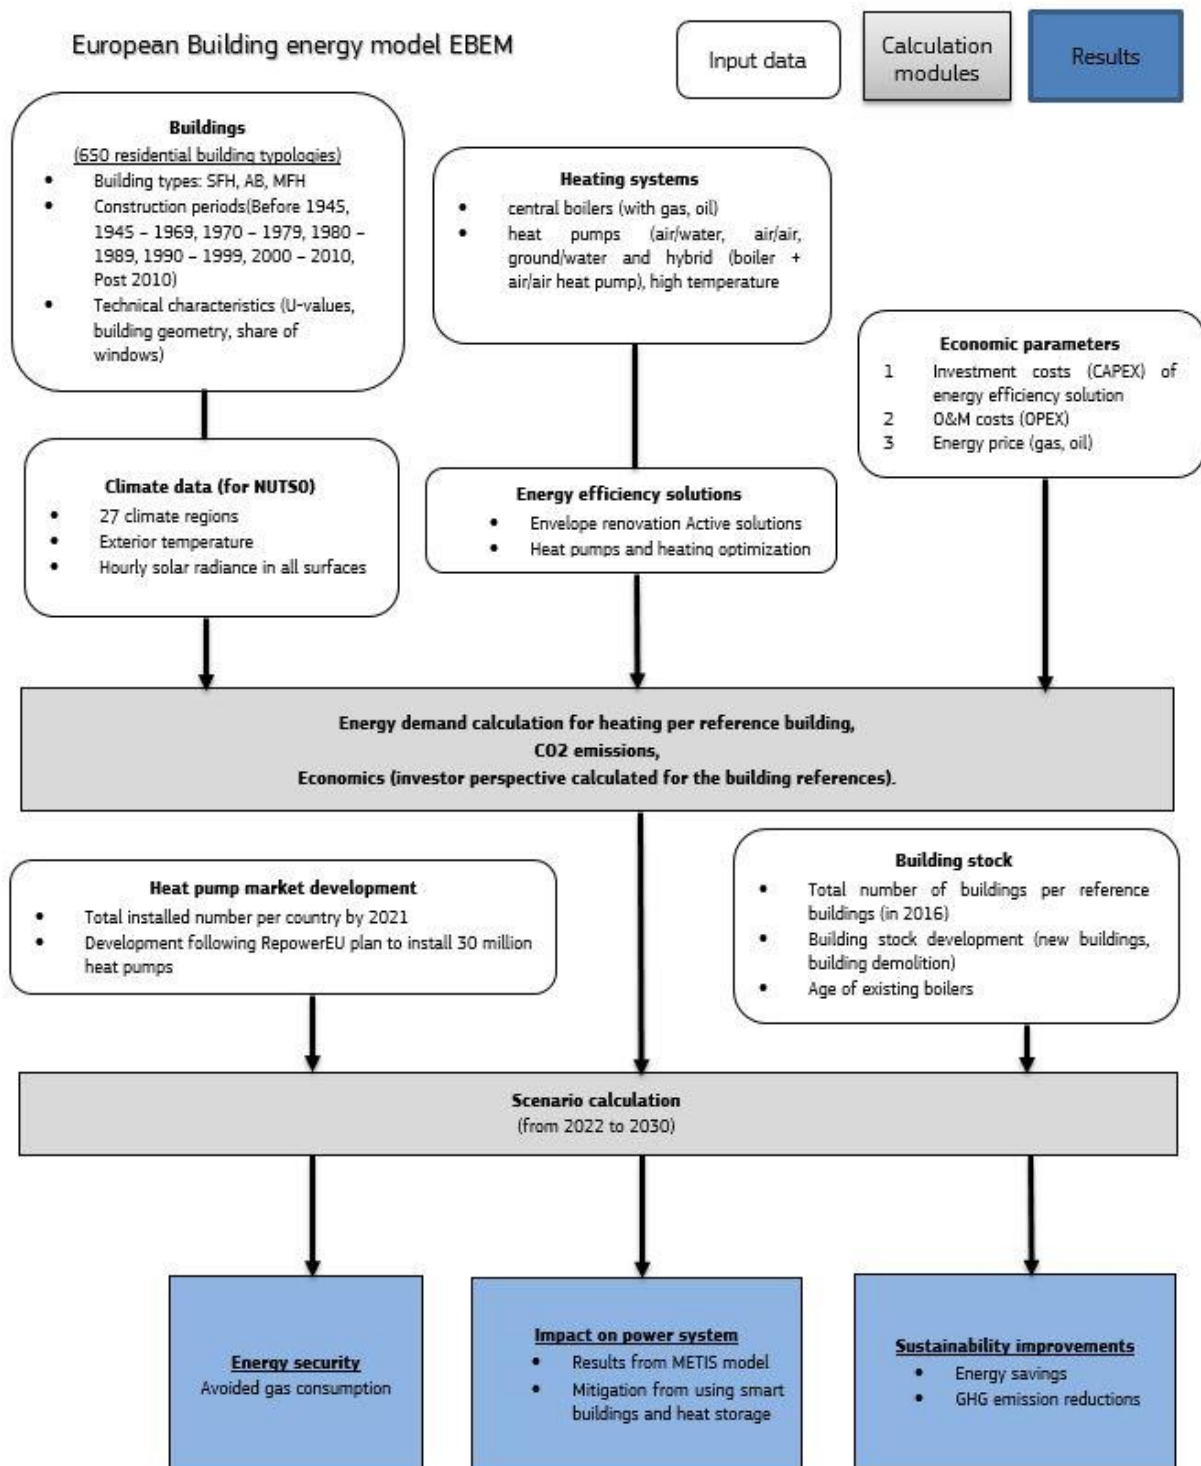 European Building energy model EBEM
Input data
Calculation
modules
Results
Buildings
(650 residential building typologies)
• Building types: SFH, AB, MFH
• Construction periods(Before 1945,
1945 – 1969, 1970 – 1979, 1980 –
1989, 1990 – 1999, 2000 – 2010,
Post 2010)
• Technical characteristics (U-values,
building geometry, share of
windows)
Heating systems
• central boilers (with gas, oil)
• heat pumps (air/water, air/air,
ground/water and hybrid (boiler +
air/air heat pump), high temperature
Economic parameters
1 Investment costs (CAPEX) of
energy efficiency solution
2 O&M costs (OPEX)
3 Energy price (gas, oil)
Climate data (for NUTS0)
• 27 climate regions
• Exterior temperature
• Hourly solar radiance in all surfaces
Energy efficiency solutions
• Envelope renovation Active solutions
• Heat pumps and heating optimization
Energy demand calculation for heating per reference building,
CO2 emissions,
Economics (investor perspective calculated for the building references).
Heat pump market development
• Total installed number per country by 2021
• Development following RepowerEU plan to install 30 million
heat pumps
Building stock
• Total number of buildings per reference
buildings (in 2016)
• Building stock development (new buildings,
building demolition)
• Age of existing boilers
Scenario calculation
(from 2022 to 2030)
Energy security
Avoided gas consumption
Impact on power system
• Results from METIS model
• Mitigation from using smart
buildings and heat storage
Sustainability improvements
• Energy savings
• GHG emission reductions